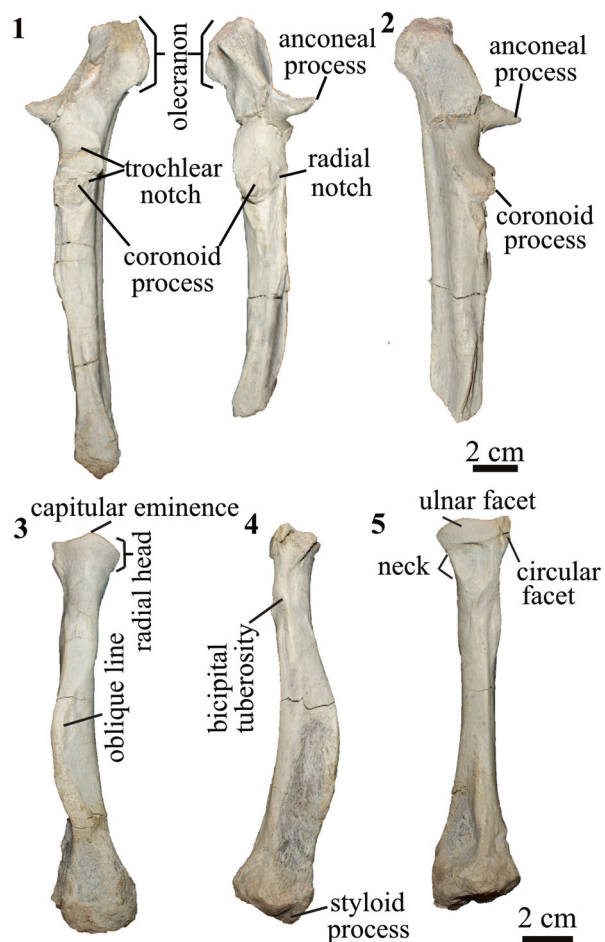 1
olecranon
anconeal
process
trochlear
notch
radial
notch
coronoid
process
2
anconeal
process
coronoid
process
2 cm
3
capitular eminence
radial head
oblique line
4
bicipital
tuberosity
styloid
process
5
ulnar facet
neck
circular
facet
2 cm